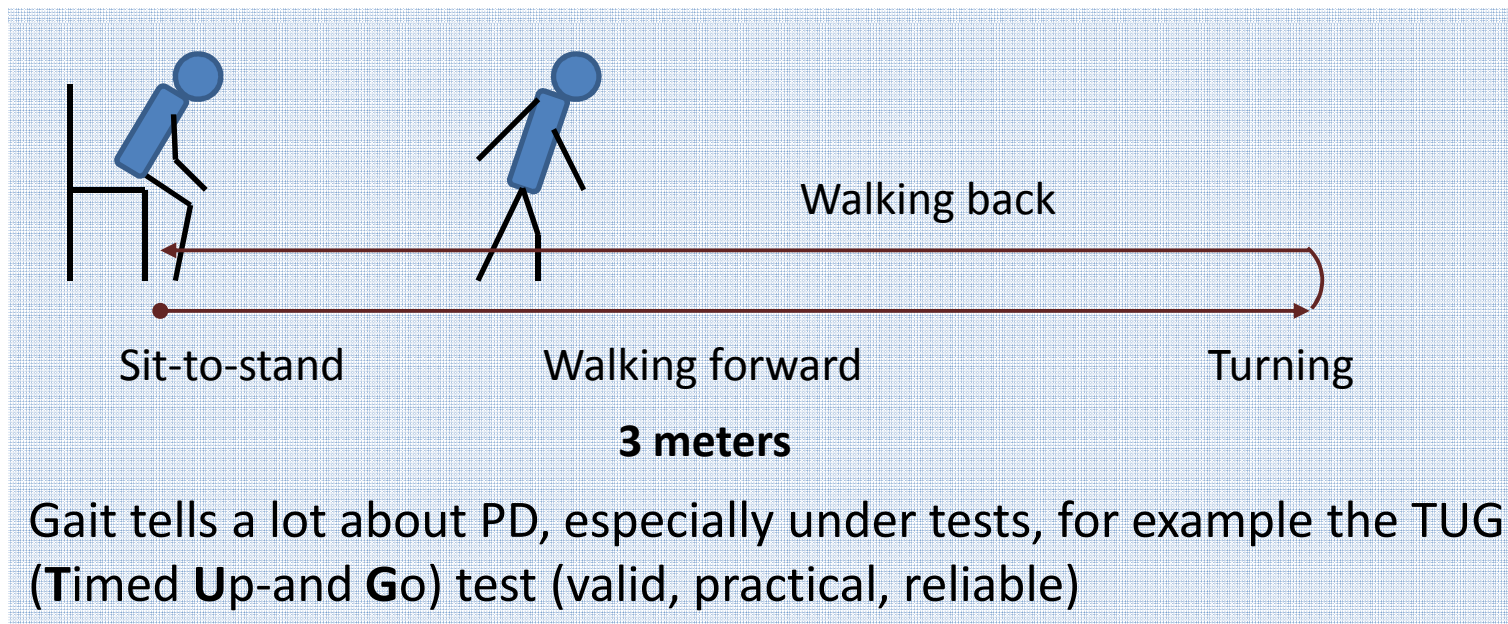 Walking back
Sit-to-stand
Walking forward
Turning
3 meters
Gait tells a lot about PD, especially under tests, for example the TUG
(Timed Up-and Go) test (valid, practical, reliable)